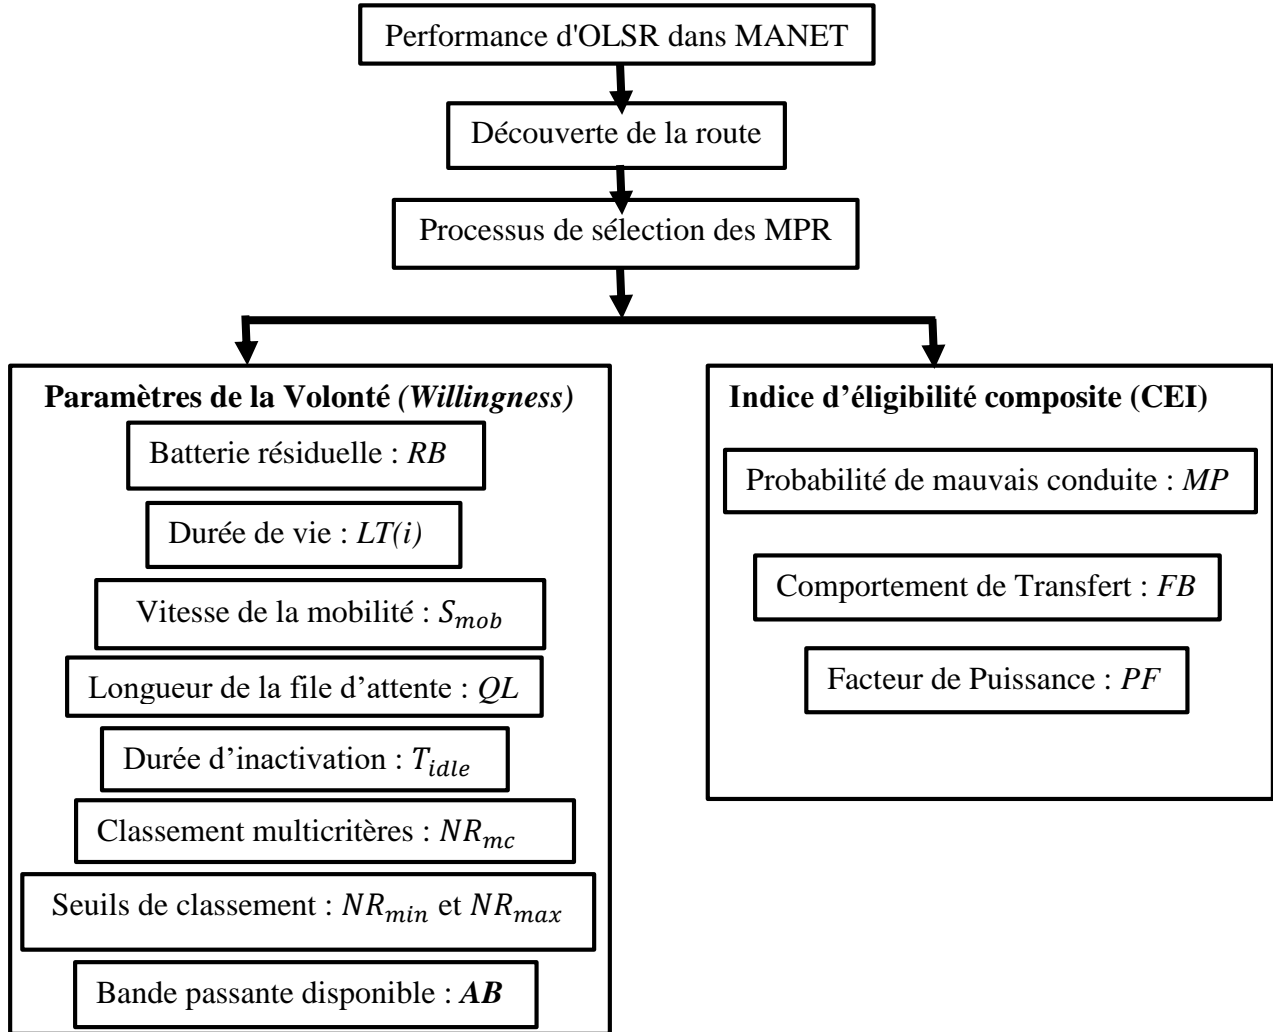 Performance d'OLSR dans MANET
Découverte de la route
Processus de sélection des MPR
Paramètres de la Volonté (Willingness)
Batterie résiduelle : RB
Durée de vie : LT(i)
Vitesse de la mobilité : S_mob
Longueur de la file d’attente : QL
Durée d’inactivation : T_idle
Classement multicritères : NR_mc
Seuils de classement : NR_min et NR_max
Bande passante disponible : AB
Indice d’éligibilité composite (CEI)
Probabilité de mauvais conduite : MP
Comportement de Transfert : FB
Facteur de Puissance : PF